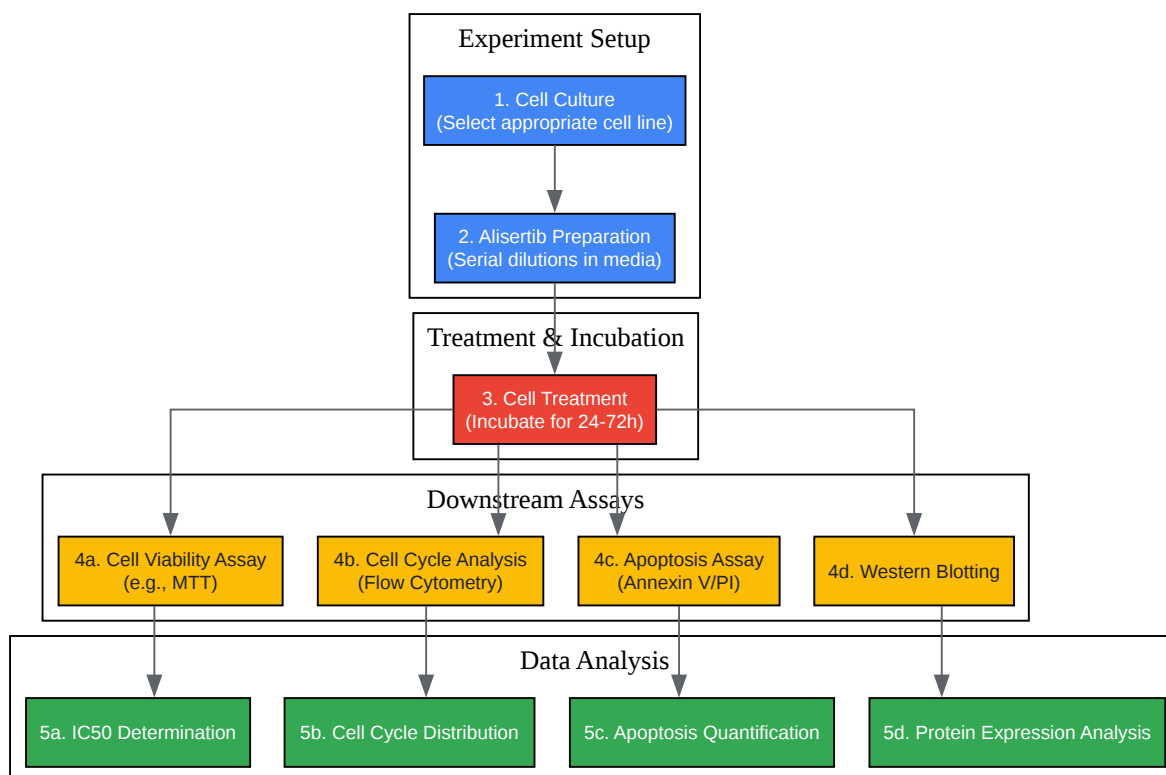 Experiment Setup
1. Cell Culture
(Select appropriate cell line)
2. Alisertib Preparation
(Serial dilutions in media)
Treatment & Incubation
3. Cell Treatment
(Incubate for 24-72h)
Downstream Assays
4a. Cell Viability Assay
(e.g., MTT)
4b. Cell Cycle Analysis
(Flow Cytometry)
4c. Apoptosis Assay
(Annexin V/PI)
4d. Western Blotting
Data Analysis
5a. IC50 Determination
5b. Cell Cycle Distribution
5c. Apoptosis Quantification
5d. Protein Expression Analysis